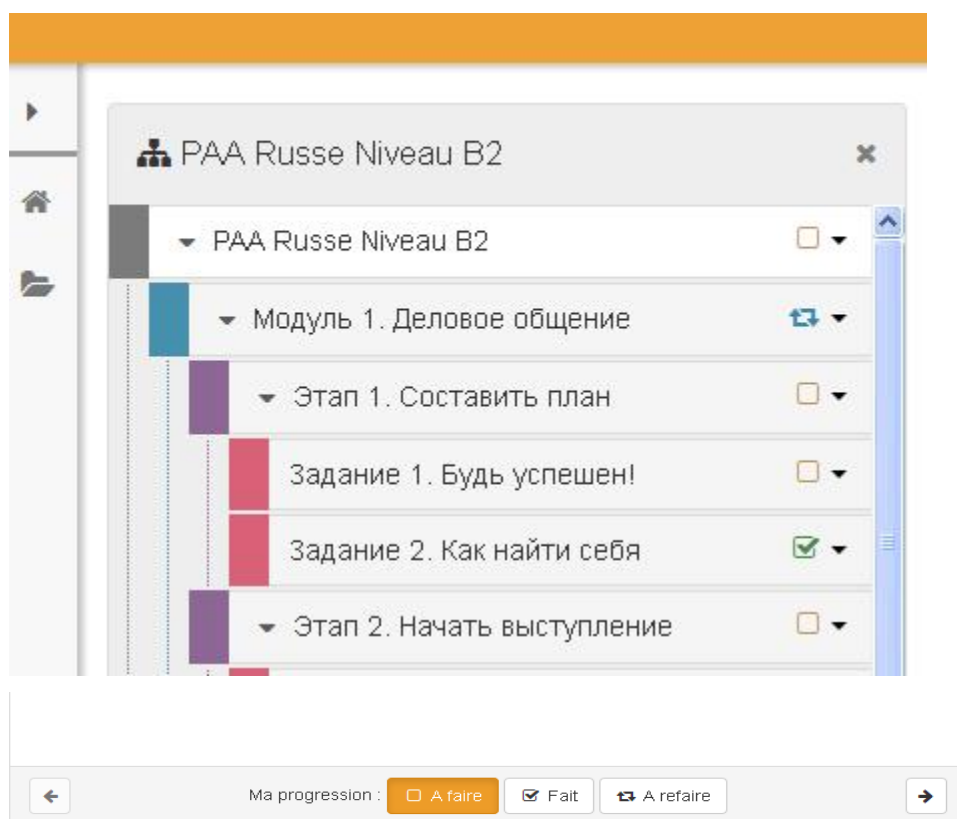 PAA Russe Niveau B2
PAA Russe Niveau B2
Модуль 1. Деловое общение
Этап 1. Составить план
Задание 1. Будь успешен!
Задание 2. Как найти себя
Этап 2. Начать выступление
Ma progression : A faire Fait A refaire